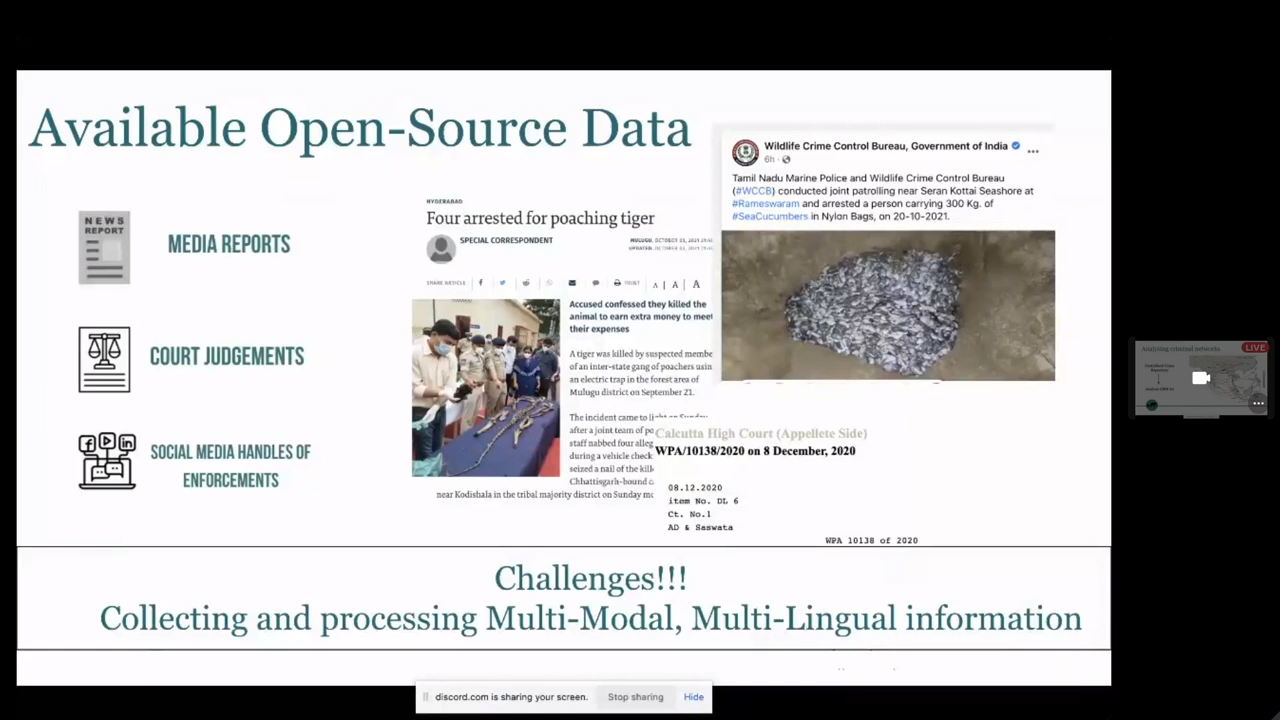 Available Open-Source Data
NEWS
REPORT
MEDIA REPORTS
COURT JUDGEMENTS
SOCIAL MEDIA HANDLES OF
ENFORCEMENTS
HYDERABAD
Four arrested for poaching tiger
SPECIAL CORRESPONDENT
SHARE ARTICLE
PRINT
A | A | A
Accused confessed they killed the
animal to earn extra money to meet
their expenses
A tiger was killed by suspected membe
of an inter-state gang of poachers usin
an electric trap in the forest area of
Mulugu district on September 21.
The incident came to light on Sunday
after a joint team of po
staff nabbed four alleg
during a vehicle check
seized a nail of the kille
Chhattisgarh-bound
near Kodishala in the tribal majority district on Sunday mo
Wildlife Crime Control Bureau, Government of India
6h
Tamil Nadu Marine Police and Wildlife Crime Control Bureau
(#WCCB) conducted joint patrolling near Seran Kottai Seashore at
#Rameswaram and arrested a person carrying 300 Kg. of
#SeaCucumbers in Nylon Bags, on 20-10-2021.
Calcutta High Court (Appellete Side)
WPA/10138/2020 on 8 December, 2020
08.12.2020
item No. DL 6
Ct. No.1
AD & Saswata
WPA 10138 of 2020
Challenges!!!
Collecting and processing Multi-Modal, Multi-Lingual information
Analysing criminal networks
LIVE
discord.com is sharing your screen.
Stop sharing
Hide